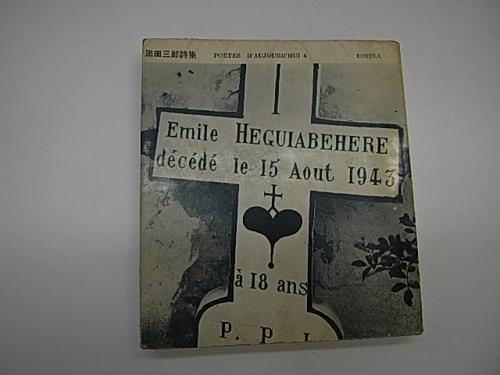 黒田三郎詩集 POETES D'AUJOURD'HUI 4 EUREKA
Emile HEGUIABEHERE
décédé le 15 Aout 1943
à 18 ans
P. P. L